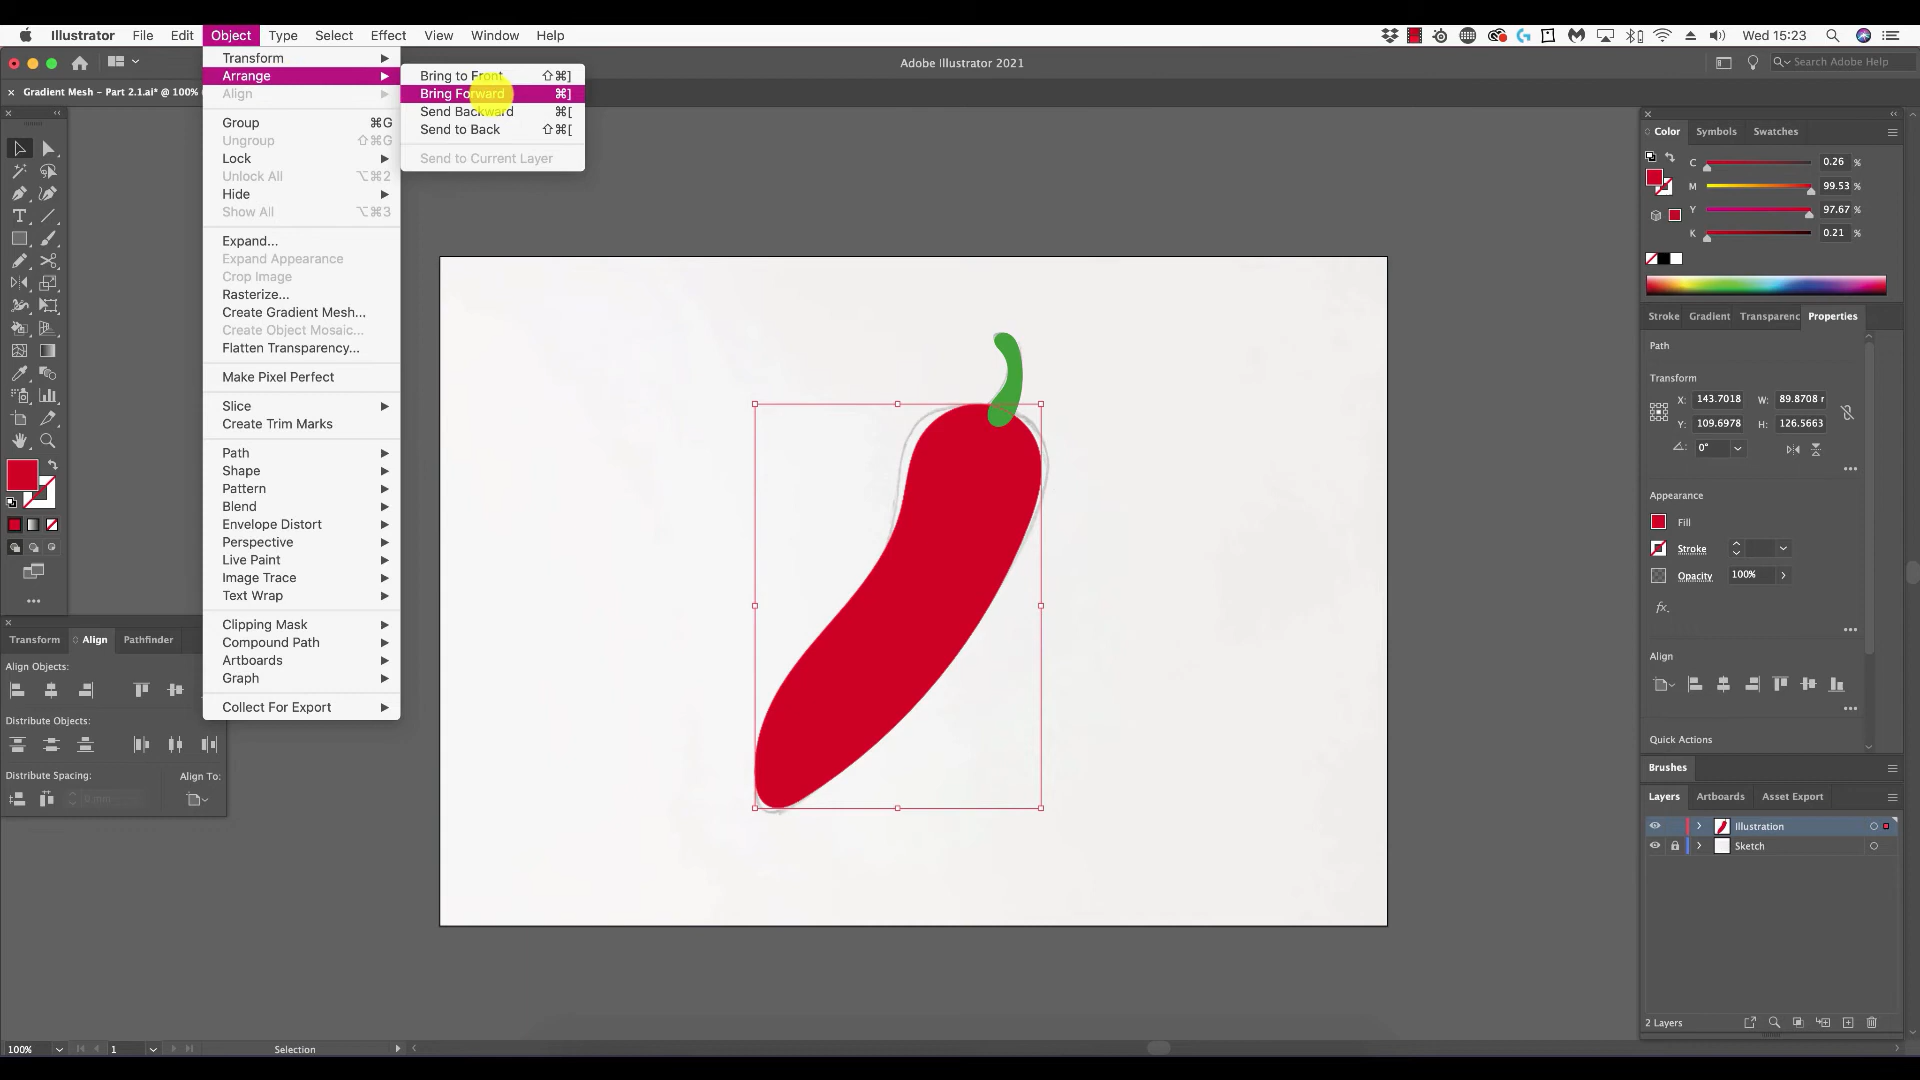 Illustrator File Edit Object Type Select Effect View Window Help Wed 15:23
Adobe Illustrator 2021
Search Adobe Help
Gradient Mesh – Part 2.1.ai* @ 100%
Transform
Arrange
Align
Group ⌘G
Ungroup ⇧⌘G
Lock
Unlock All ⌥⌘2
Hide
Show All ⌥⌘3
Expand...
Expand Appearance
Crop Image
Rasterize...
Create Gradient Mesh...
Create Object Mosaic...
Flatten Transparency...
Make Pixel Perfect
Slice
Create Trim Marks
Path
Shape
Pattern
Blend
Envelope Distort
Perspective
Live Paint
Image Trace
Text Wrap
Clipping Mask
Compound Path
Artboards
Graph
Collect For Export
Bring to Front ⇧⌘]
Bring Forward ⌘]
Send Backward ⌘[
Send to Back ⇧⌘[
Send to Current Layer
Transform Align Pathfinder
Align Objects:
Distribute Objects:
Distribute Spacing:
Align To:
0 mm
Color Symbols Swatches
C 0.26 %
M 99.53 %
Y 97.67 %
K 0.21 %
Stroke Gradient Transparenc Properties
Path
Transform
X: 143.7018 W: 89.8708 r
Y: 109.6978 H: 126.5663
0°
Appearance
Fill
Stroke
Opacity 100%
fx.
Align
Quick Actions
Brushes
Layers Artboards Asset Export
Illustration
Sketch
2 Layers
100% 1 Selection